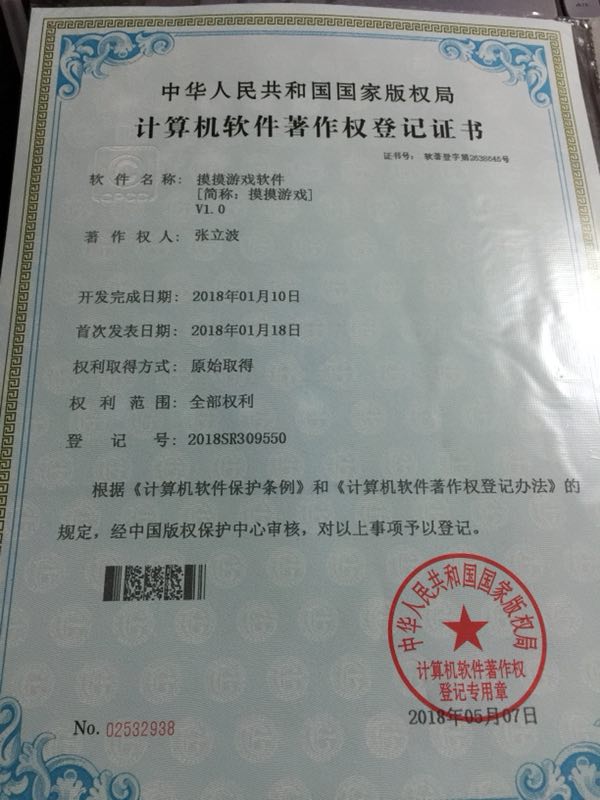 中华人民共和国国家版权局
计算机软件著作权登记证书
证书号： 软著登字第2638645号
软件名称： 摸摸游戏软件
[简称：摸摸游戏]
V1.0
著作权人： 张立波
开发完成日期： 2018年01月10日
首次发表日期： 2018年01月18日
权利取得方式： 原始取得
权利范围： 全部权利
登记号： 2018SR309550
根据《计算机软件保护条例》和《计算机软件著作权登记办法》的
规定，经中国版权保护中心审核，对以上事项予以登记。
中华人民共和国国家版权局
计算机软件著作权
登记专用章
2018年05月07日
No. 02532938
CPCC